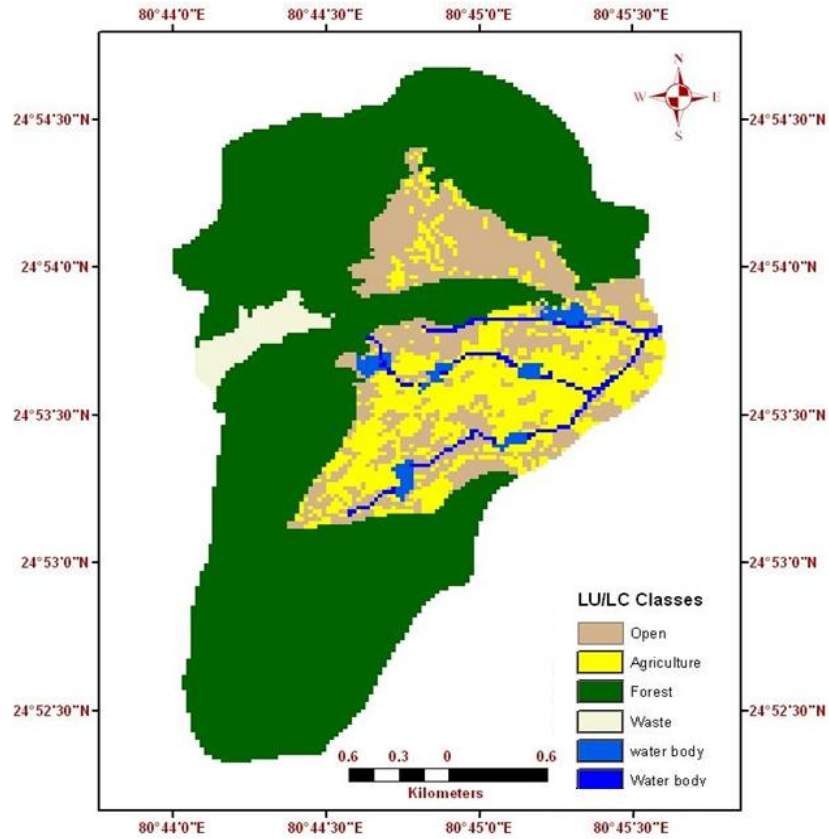 80°44'0"E 80°44'30"E 80°45'0"E 80°45'30"E
N
W E
S
24°54'30"N 24°54'30"N
24°54'0"N 24°54'0"N
24°53'30"N 24°53'30"N
24°53'0"N 24°53'0"N
LU/LC Classes
Open
Agriculture
Forest
Waste
water body
Water body
24°52'30"N 24°52'30"N
0.6 0.3 0 0.6
Kilometers
80°44'0"E 80°44'30"E 80°45'0"E 80°45'30"E